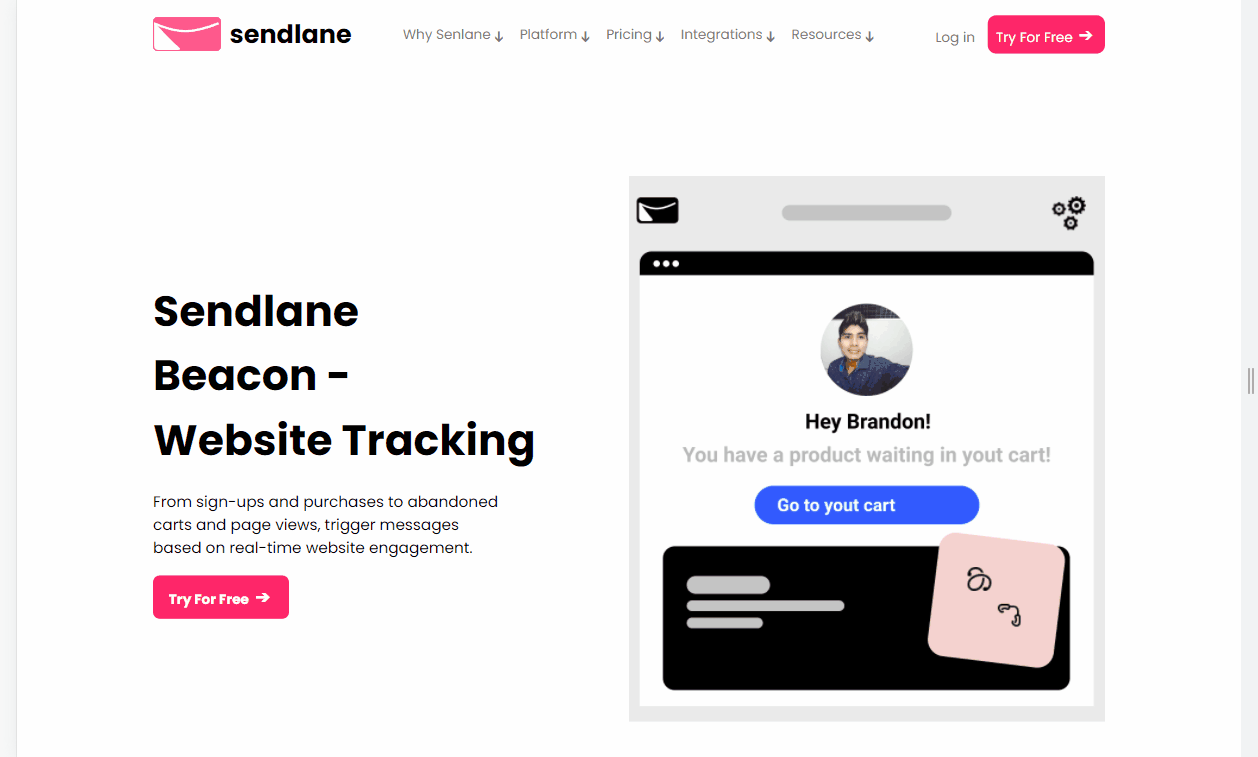 sendlane
Why Senlane
Platform
Pricing
Integrations
Resources
Log in
Try For Free
Sendlane
Beacon -
Website Tracking
From sign-ups and purchases to abandoned
carts and page views, trigger messages
based on real-time website engagement.
Try For Free
Hey Brandon!
You have a product waiting in yout cart!
Go to yout cart